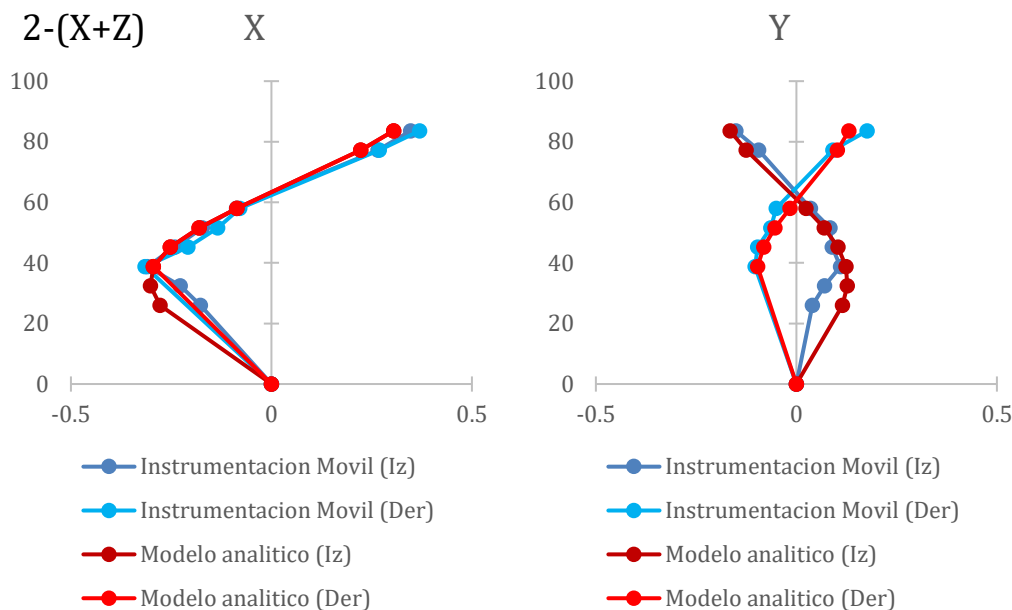 2-(X+Z) X Y
100 100
80 80
60 60
40 40
20 20
0 0
-0.5 0 0.5 -0.5 0 0.5
Instrumentacion Movil (Iz) Instrumentacion Movil (Iz)
Instrumentacion Movil (Der) Instrumentacion Movil (Der)
Modelo analitico (Iz) Modelo analitico (Iz)
Modelo analitico (Der) Modelo analitico (Der)